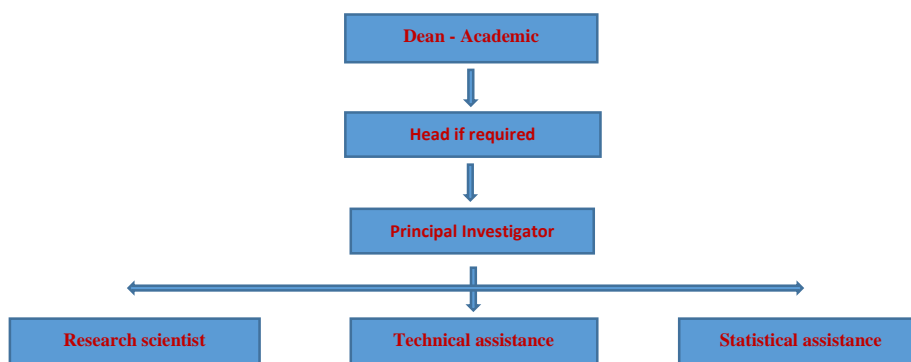 Dean - Academic
Head if required
Principal Investigator
Research scientist
Technical assistance
Statistical assistance